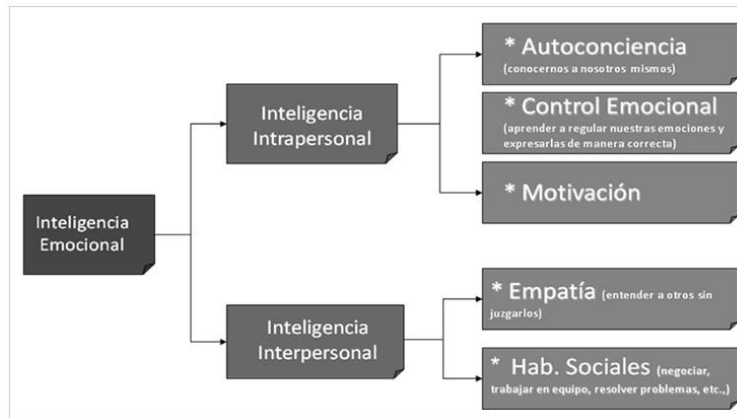 * Autoconciencia
(conocernos a nosotros mismos)
Inteligencia
Intrapersonal
* Control Emocional
(aprender a regular nuestras emociones y
expresarlas de manera correcta)
* Motivación
Inteligencia
Emocional
* Empatía (entender a otros sin
juzgarlos)
Inteligencia
Interpersonal
* Hab. Sociales (negociar,
trabajar en equipo, resolver problemas, etc.,)